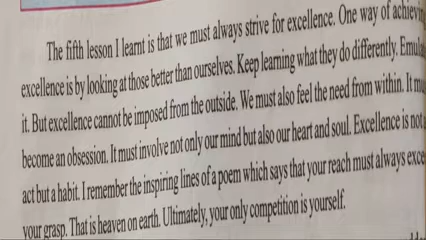 The fifth lesson I learnt is that we must always strive for excellence. One way of
excellence is by looking at those better than ourselves. Keep learning what they do differently.
it. But excellence cannot be imposed from the outside. We must also feel the need from within. It
become an obsession. It must involve not only our mind but also our heart and soul. Excellence is not
act but a habit. I remember the inspiring lines of a poem which says that your reach must always
your grasp. That is heaven on earth. Ultimately, your only competition is yourself.